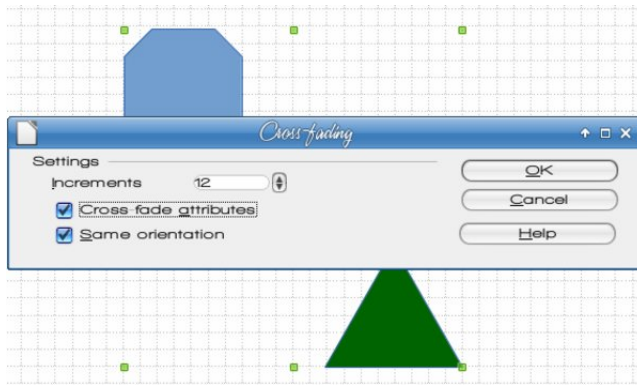 Cross-fading
Settings
Increments 12
Cross-fade attributes
Same orientation
OK
Cancel
Help